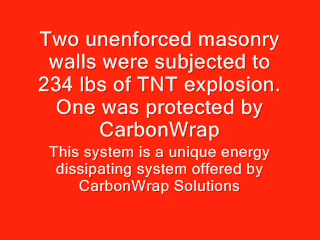 Two unenforced masonry
walls were subjected to
234 lbs of TNT explosion.
One was protected by
CarbonWrap
This system is a unique energy
dissipating system offered by
CarbonWrap Solutions